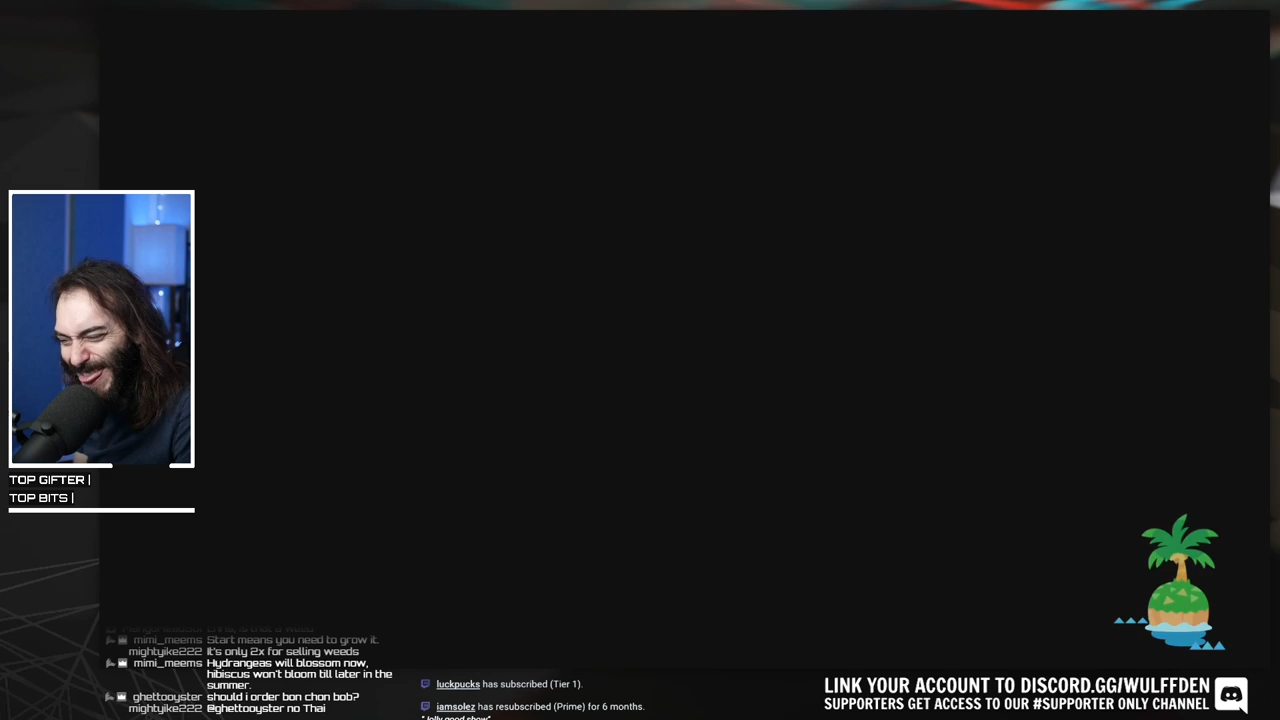 TOP GIFTER |
TOP BITS |
mimi_meems Start means you need to grow it.
mightyike222 It's only 2x for selling weeds
mimi_meems Hydrangeas will blossom now,
hibiscus won't bloom till later in the
summer.
ghettooyster should i order bon chon bob?
mightyike222 @ghettooyster no Thai
luckpucks has subscribed (Tier 1).
iamsolez has resubscribed (Prime) for 6 months.
"Jolly good show"
LINK YOUR ACCOUNT TO DISCORD.GG/WULFFDEN
SUPPORTERS GET ACCESS TO OUR #SUPPORTER ONLY CHANNEL